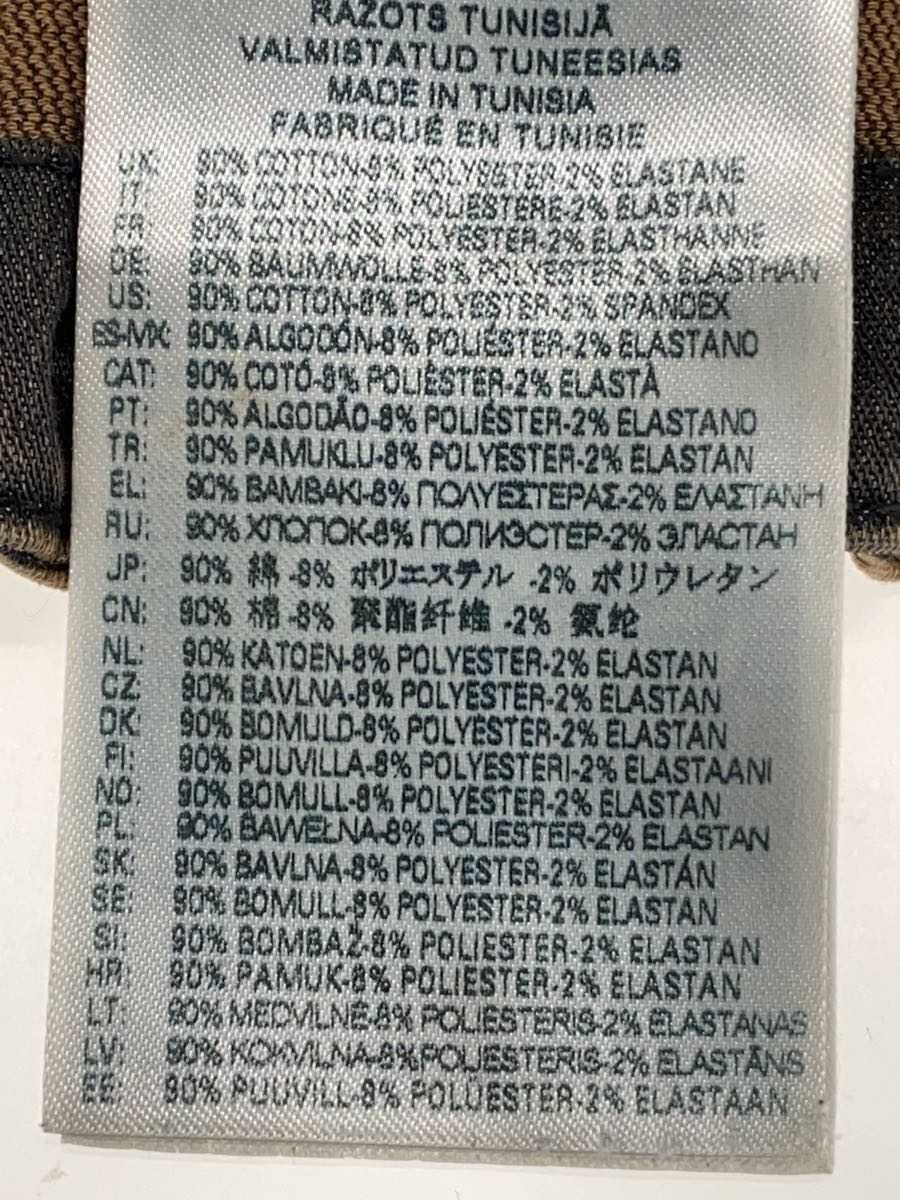 RAŽOTS TUNISIJĀ
VALMISTATUD TUNEESIAS
MADE IN TUNISIA
FABRIQUÉ EN TUNISIE
UK: 90% COTTON-8% POLYESTER-2% ELASTANE
IT: 90% COTONE-8% POLIESTERE-2% ELASTAN
FR: 90% COTON-8% POLYESTER-2% ELASTHANNE
DE: 90% BAUMWOLLE-8% POLYESTER-2% ELASTHAN
US: 90% COTTON-8% POLYESTER-2% SPANDEX
ES-MX: 90% ALGODÓN-8% POLIÉSTER-2% ELASTANO
CAT: 90% COTÓ-8% POLIÈSTER-2% ELASTÀ
PT: 90% ALGODÃO-8% POLIÉSTER-2% ELASTANO
TR: 90% PAMUKLU-8% POLYESTER-2% ELASTAN
EL: 90% ΒΑΜΒΑΚΙ-8% ΠΟΛΥΕΣΤΕΡΑΣ-2% ΕΛΑΣΤΑΝΗ
RU: 90% ХЛОПОК-8% ПОЛИЭСТЕР-2% ЭЛАСТАН
JP: 90% 綿 -8% ポリエステル -2% ポリウレタン
CN: 90% 棉 -8% 聚酯纤维 -2% 氨纶
NL: 90% KATOEN-8% POLYESTER-2% ELASTAN
CZ: 90% BAVLNA-8% POLYESTER-2% ELASTAN
DK: 90% BOMULD-8% POLYESTER-2% ELASTAN
FI: 90% PUUVILLA-8% POLYESTERI-2% ELASTAANI
NO: 90% BOMULL-8% POLYESTER-2% ELASTAN
PL: 90% BAWEŁNA-8% POLIESTER-2% ELASTAN
SK: 90% BAVLNA-8% POLYESTER-2% ELASTÁN
SE: 90% BOMULL-8% POLYESTER-2% ELASTAN
SI: 90% BOMBAŽ-8% POLIESTER-2% ELASTAN
HR: 90% PAMUK-8% POLIESTER-2% ELASTAN
LT: 90% MEDVILNĖ-8% POLIESTERIS-2% ELASTANAS
LV: 90% KOKVILNA-8% POLIESTERIS-2% ELASTĀNS
EE: 90% PUUVILL-8% POLÜESTER-2% ELASTAAN